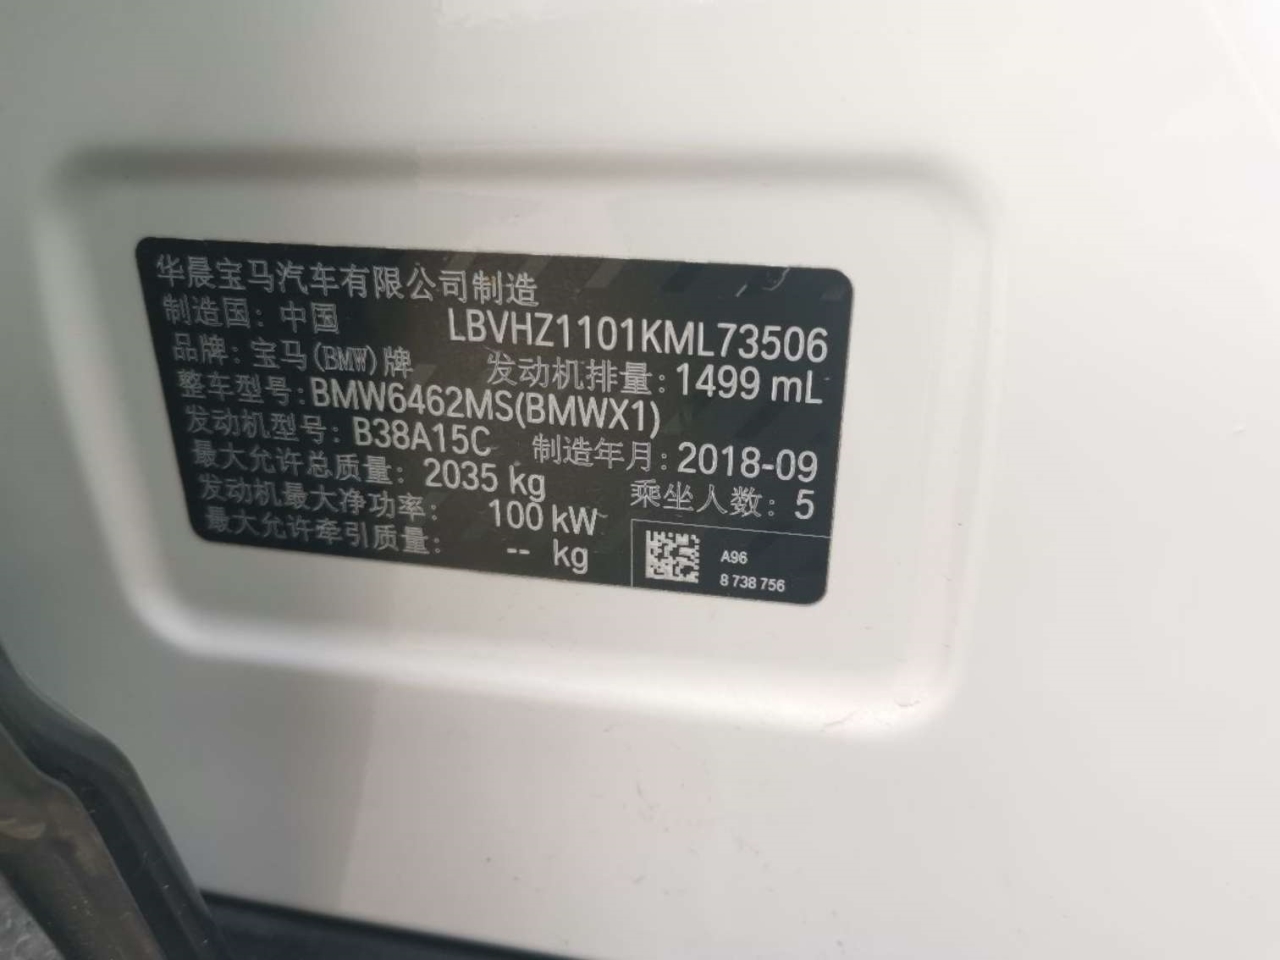 华晨宝马汽车有限公司制造
制造国：中国 LBVHZ1101KML73506
品牌：宝马(BMW)牌 发动机排量：1499 mL
整车型号：BMW6462MS(BMWX1)
发动机型号：B38A15C 制造年月：2018-09
最大允许总质量：2035 kg 乘坐人数：5
发动机最大净功率： 100 kW
最大允许牵引质量： -- kg
A96
8 738 756